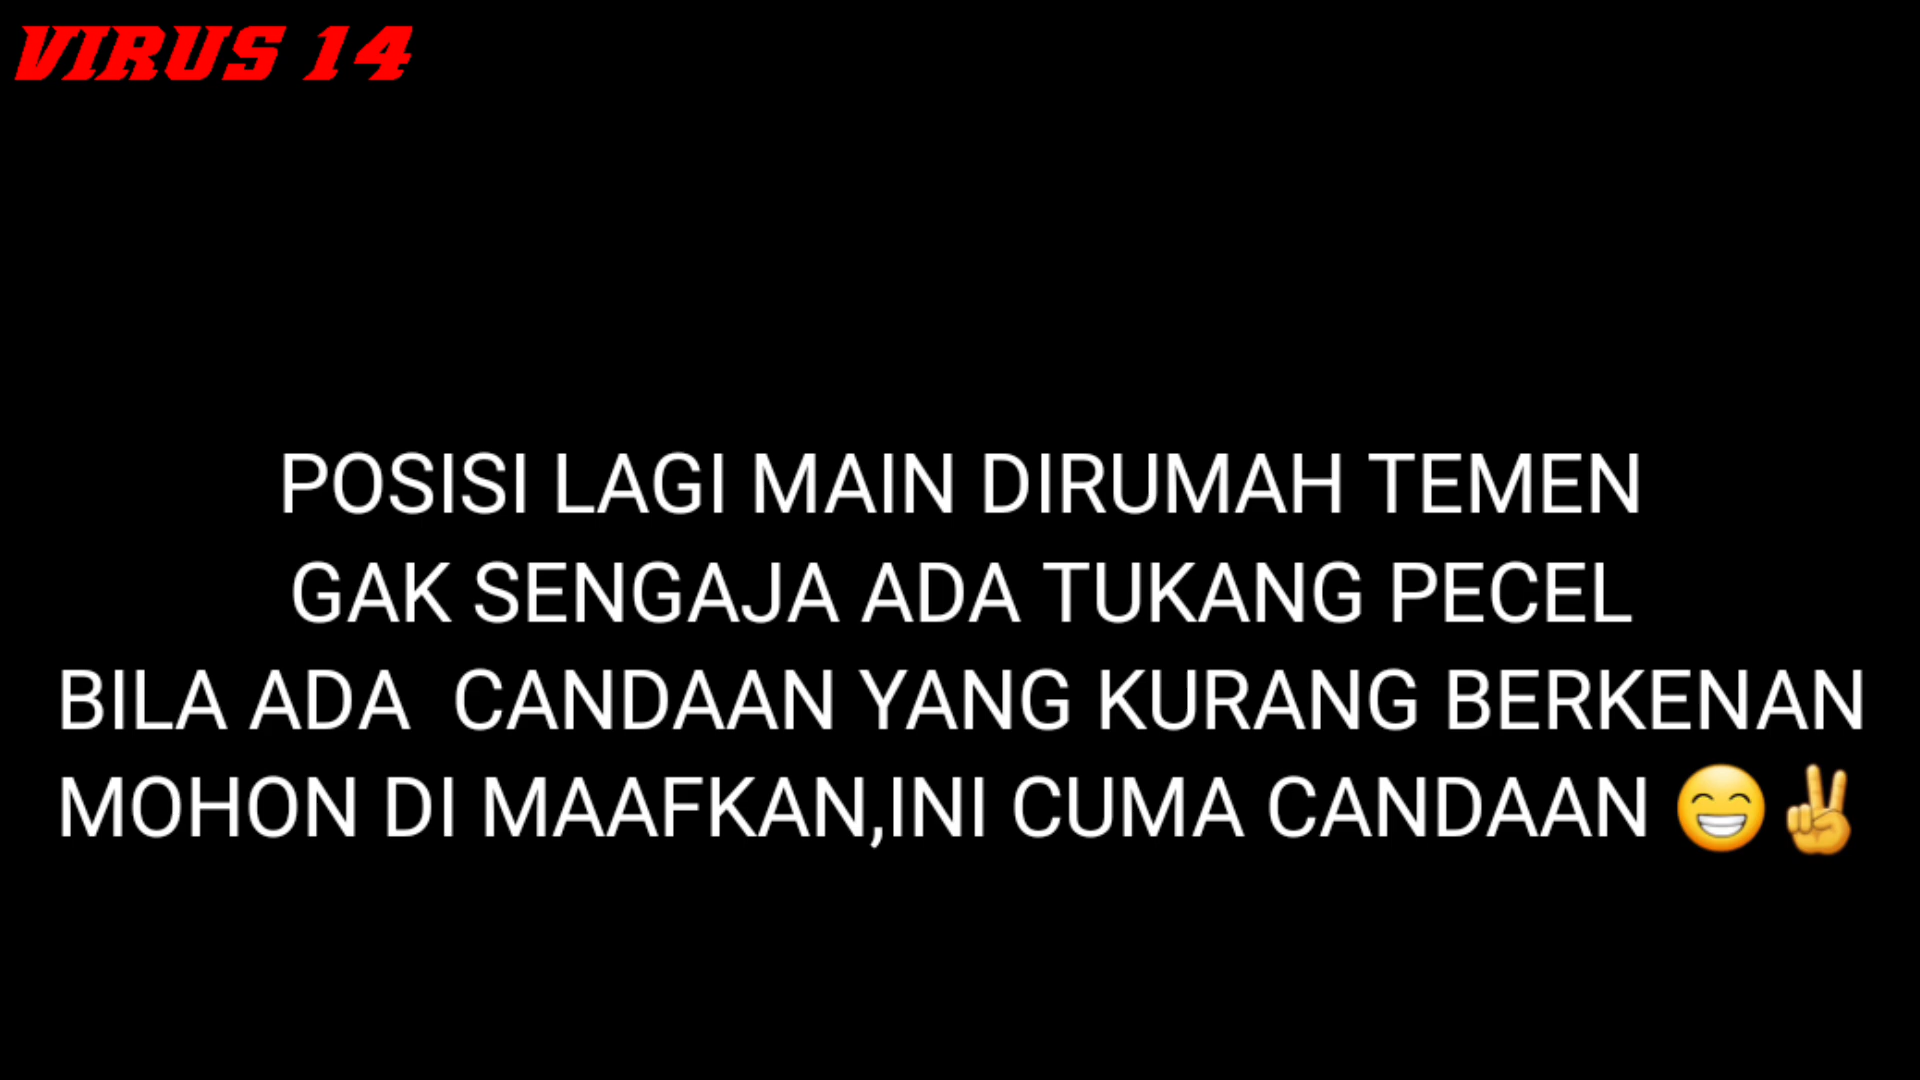 VIRUS 14
POSISI LAGI MAIN DIRUMAH TEMEN
GAK SENGAJA ADA TUKANG PECEL
BILA ADA  CANDAAN YANG KURANG BERKENAN
MOHON DI MAAFKAN,INI CUMA CANDAAN 😁✌️